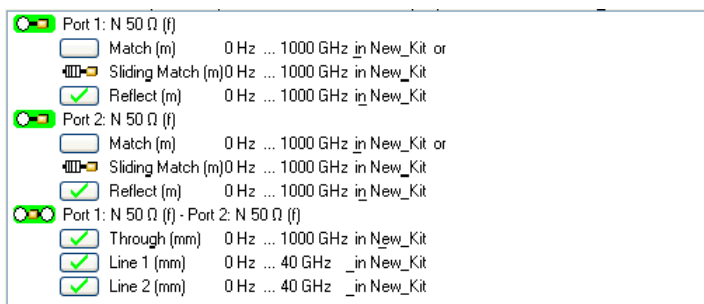 Port 1: N 50 Ω (f)
Match (m) 0 Hz ... 1000 GHz in New_Kit or
Sliding Match (m)0 Hz ... 1000 GHz in New_Kit
Reflect (m) 0 Hz ... 1000 GHz in New_Kit
Port 2: N 50 Ω (f)
Match (m) 0 Hz ... 1000 GHz in New_Kit or
Sliding Match (m)0 Hz ... 1000 GHz in New_Kit
Reflect (m) 0 Hz ... 1000 GHz in New_Kit
Port 1: N 50 Ω (f) - Port 2: N 50 Ω (f)
Through (mm) 0 Hz ... 1000 GHz in New_Kit
Line 1 (mm) 0 Hz ... 40 GHz _in New_Kit
Line 2 (mm) 0 Hz ... 40 GHz _in New_Kit